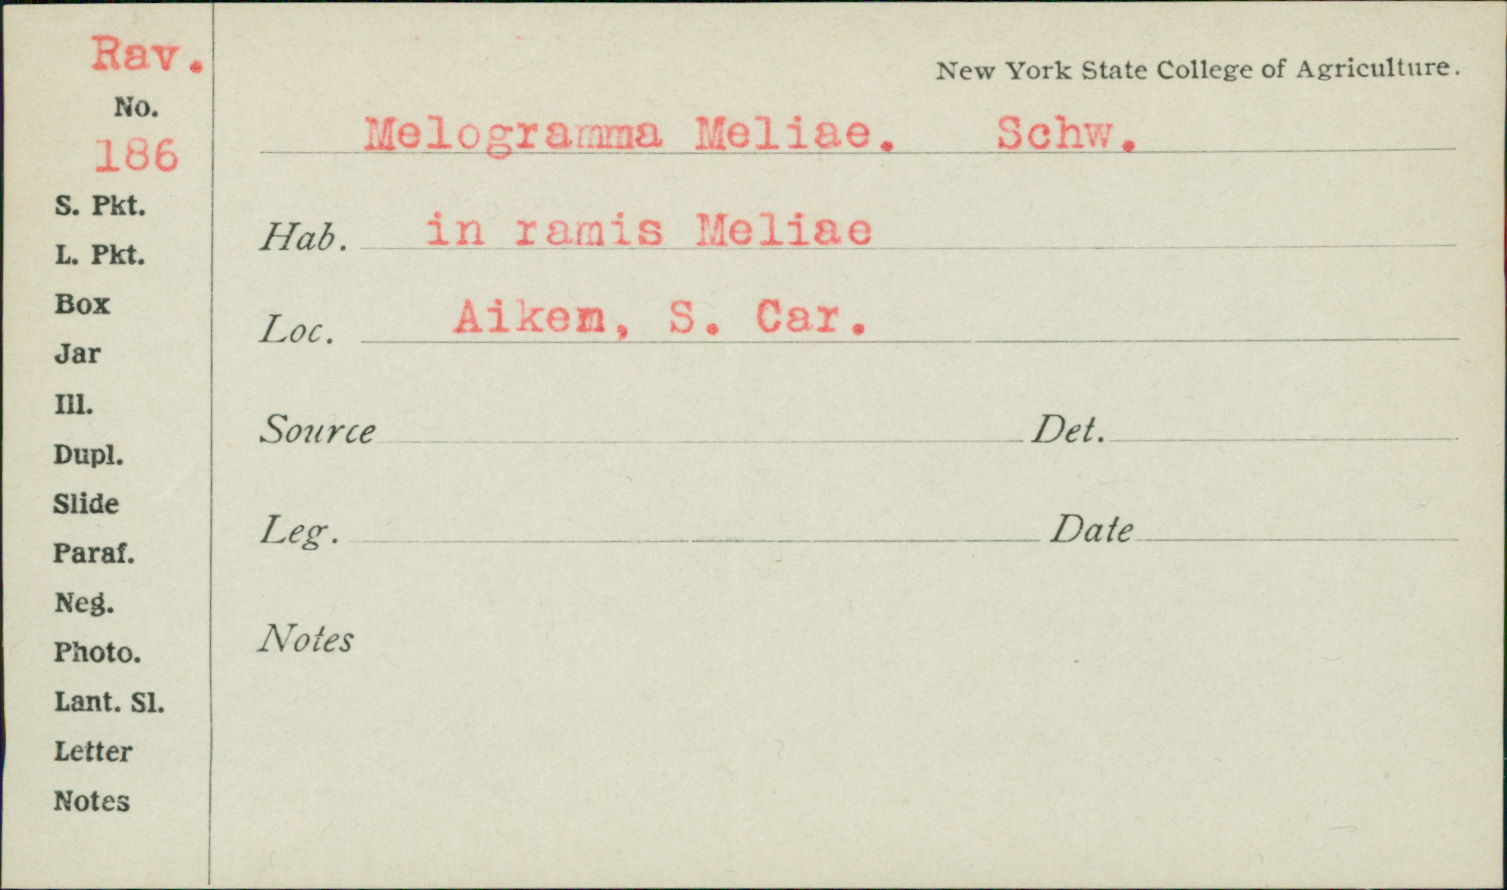 Rav.
No.
186
S. Pkt.
L. Pkt.
Box
Jar
Ill.
Dupl.
Slide
Paraf.
Neg.
Photo.
Lant. Sl.
Letter
Notes
New York State College of Agriculture.
Melogramma Meliae. Schw.
Hab. in ramis Meliae
Loc. Aiken, S. Car.
Source Det.
Leg. Date
Notes